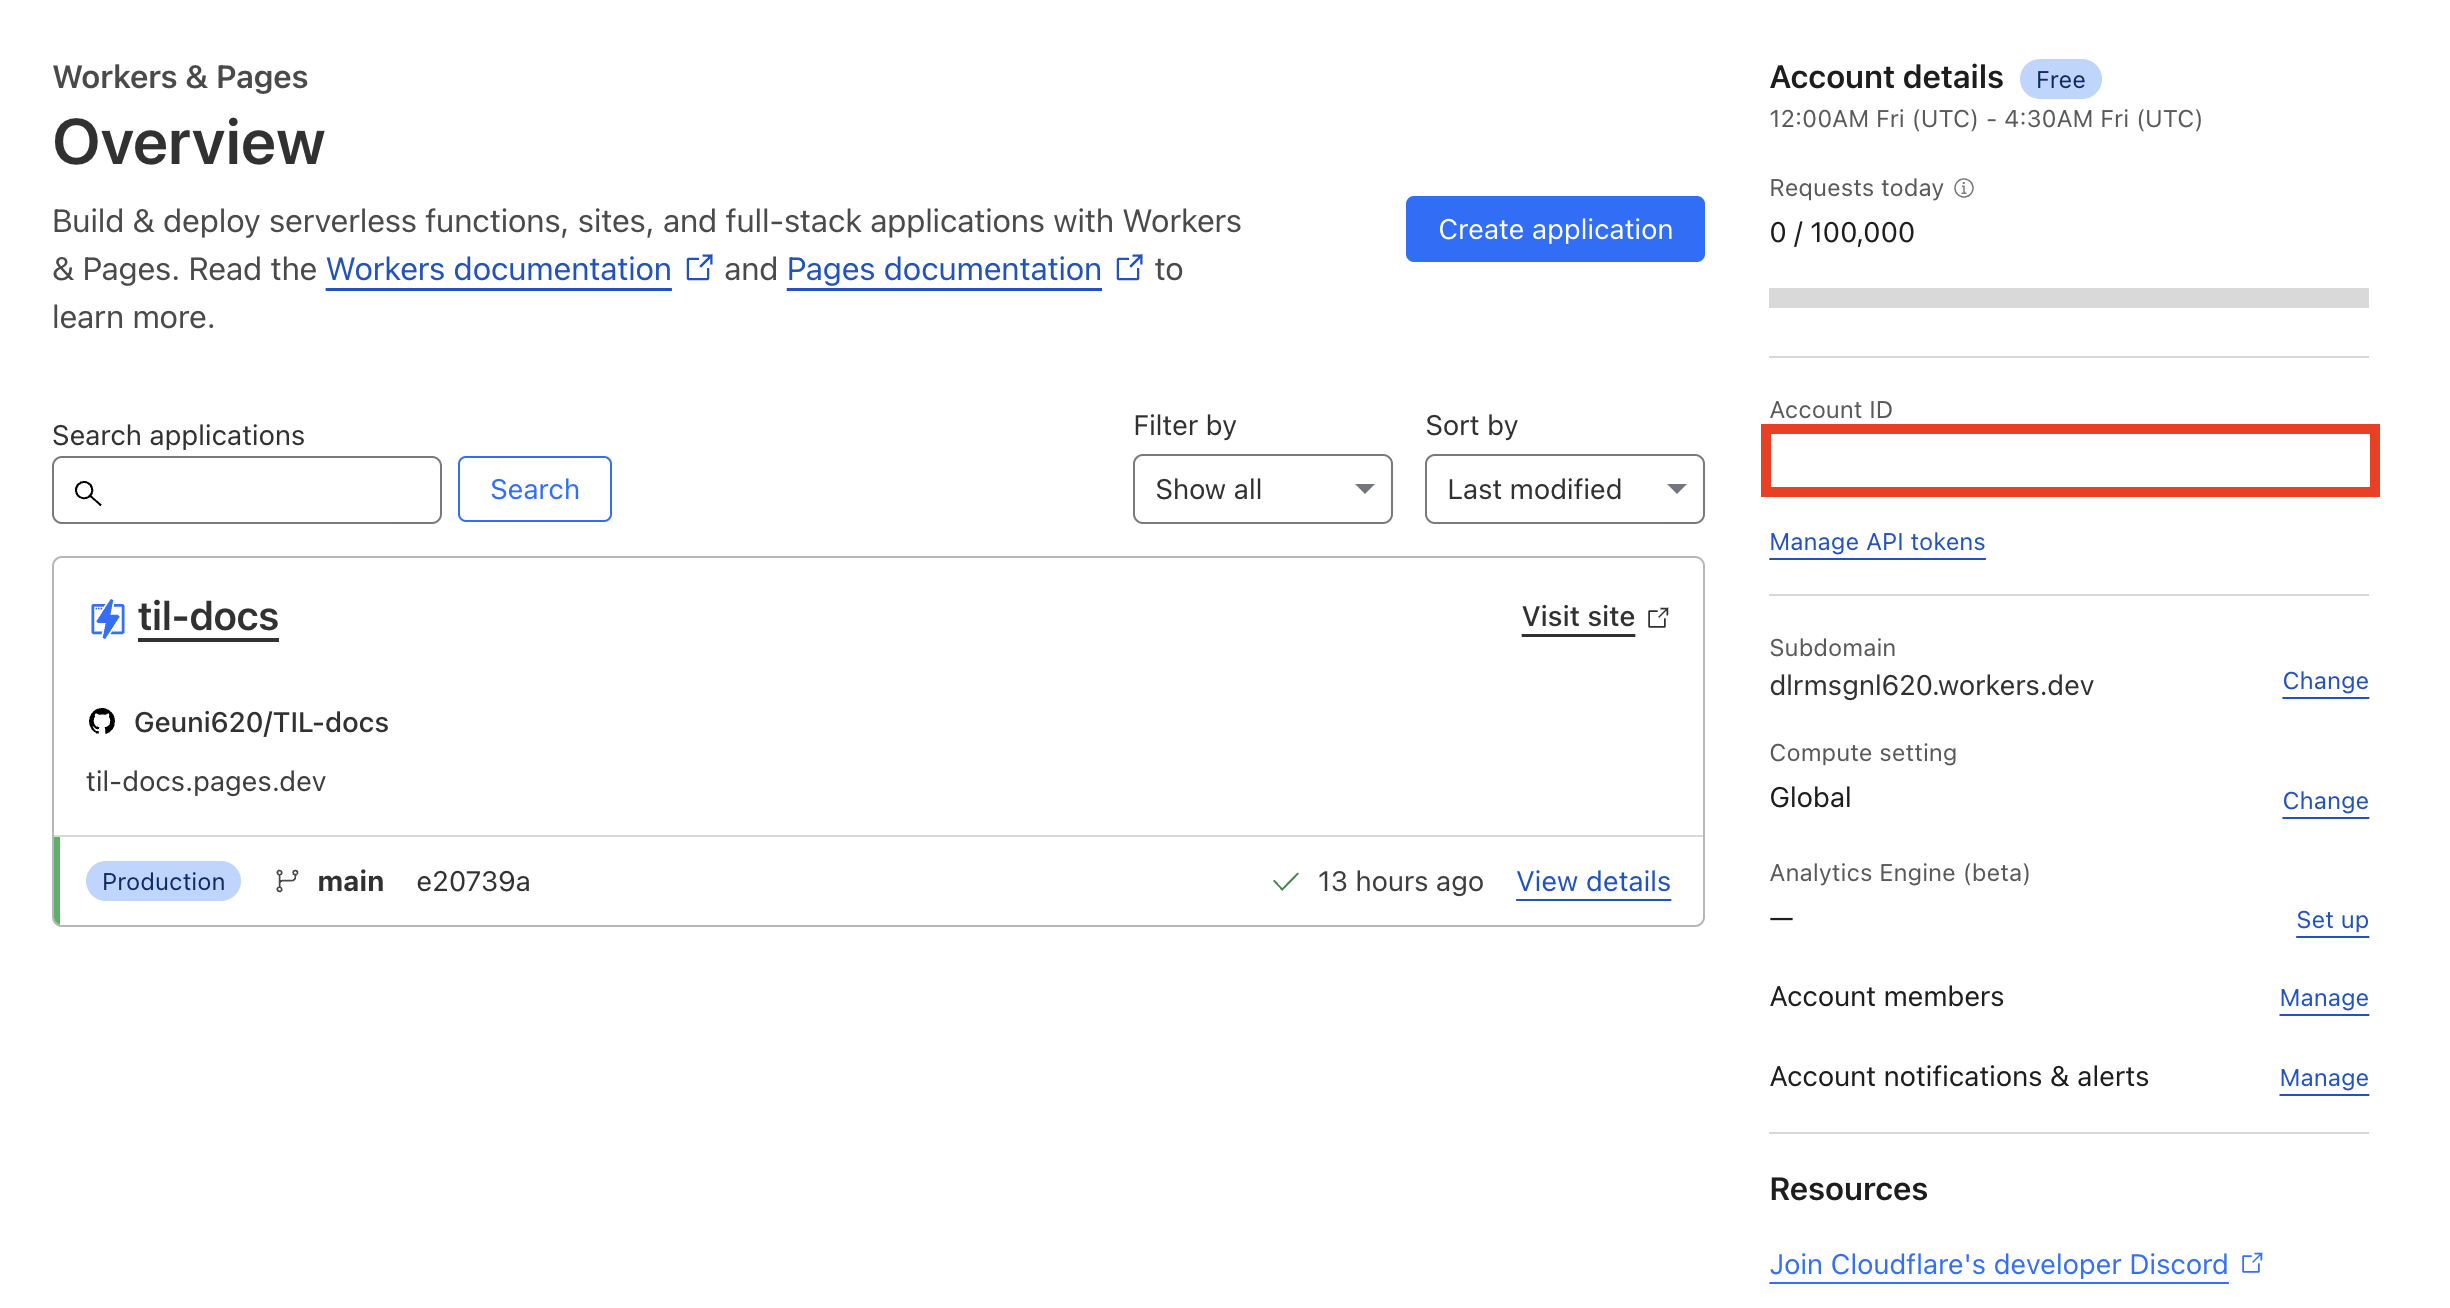 Workers & Pages
Overview
Build & deploy serverless functions, sites, and full-stack applications with Workers
& Pages. Read the Workers documentation and Pages documentation to
learn more.
Create application
Search applications
Search
Filter by
Show all
Sort by
Last modified
til-docs
Visit site
Geuni620/TIL-docs
til-docs.pages.dev
Production main e20739a
13 hours ago View details
Account details Free
12:00AM Fri (UTC) - 4:30AM Fri (UTC)
Requests today
0 / 100,000
Account ID
Manage API tokens
Subdomain
dlrmsgnl620.workers.dev
Change
Compute setting
Global
Change
Analytics Engine (beta)
—
Set up
Account members
Manage
Account notifications & alerts
Manage
Resources
Join Cloudflare's developer Discord